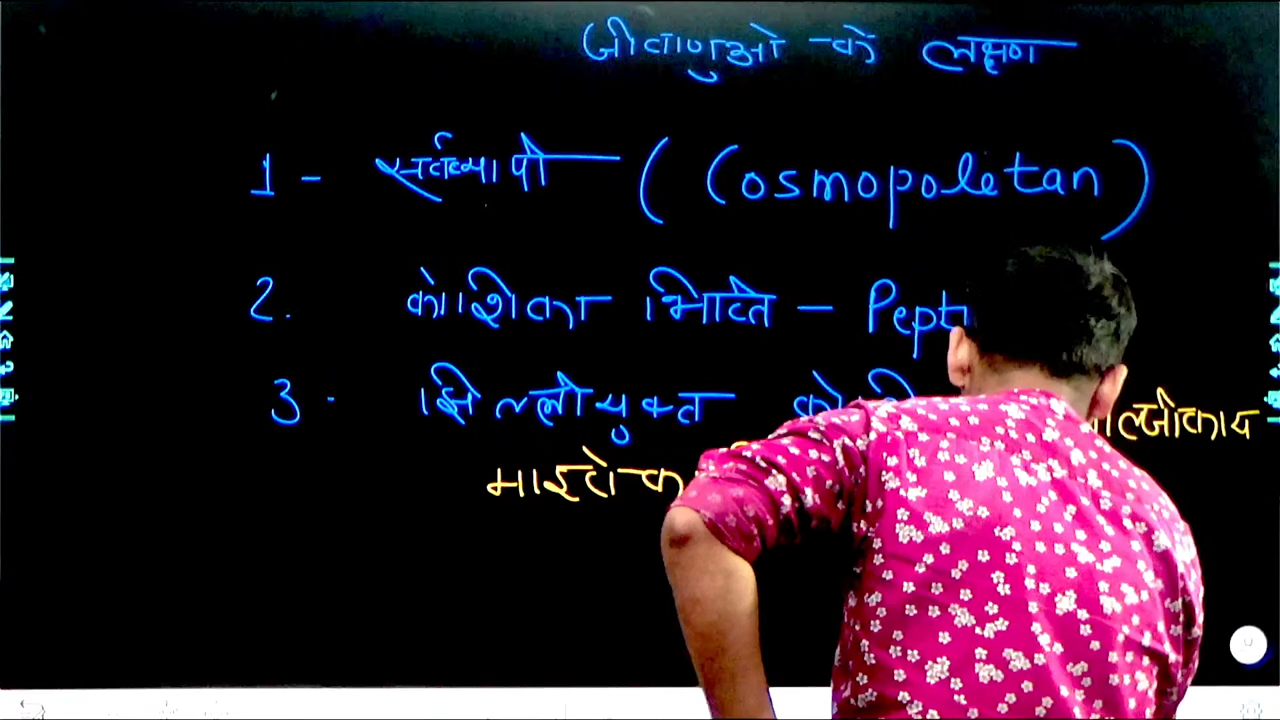 जीवाणुओ के लक्षण
1 - सर्वव्यापी ( Cosmopoletan )
2. कोशिका भित्ति - Pept
3. झिल्लीयुक्त को ाल्जीकाय
माइटोक